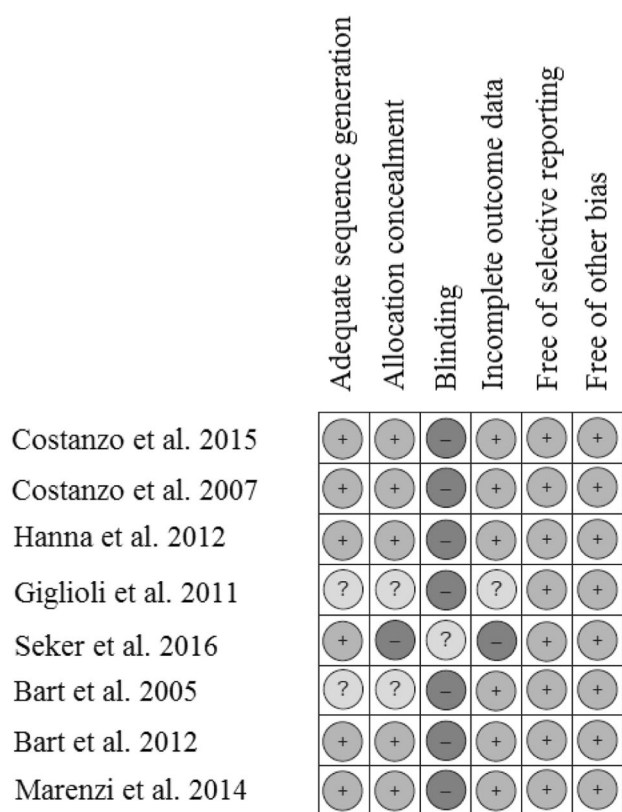 Adequate sequence generation
Allocation concealment
Blinding
Incomplete outcome data
Free of selective reporting
Free of other bias
Costanzo et al. 2015 + + – + + +
Costanzo et al. 2007 + + – + + +
Hanna et al. 2012 + + – + + +
Giglioli et al. 2011 ? ? – ? + +
Seker et al. 2016 + – ? – + +
Bart et al. 2005 ? ? – + + +
Bart et al. 2012 + + – + + +
Marenzi et al. 2014 + + – + + +